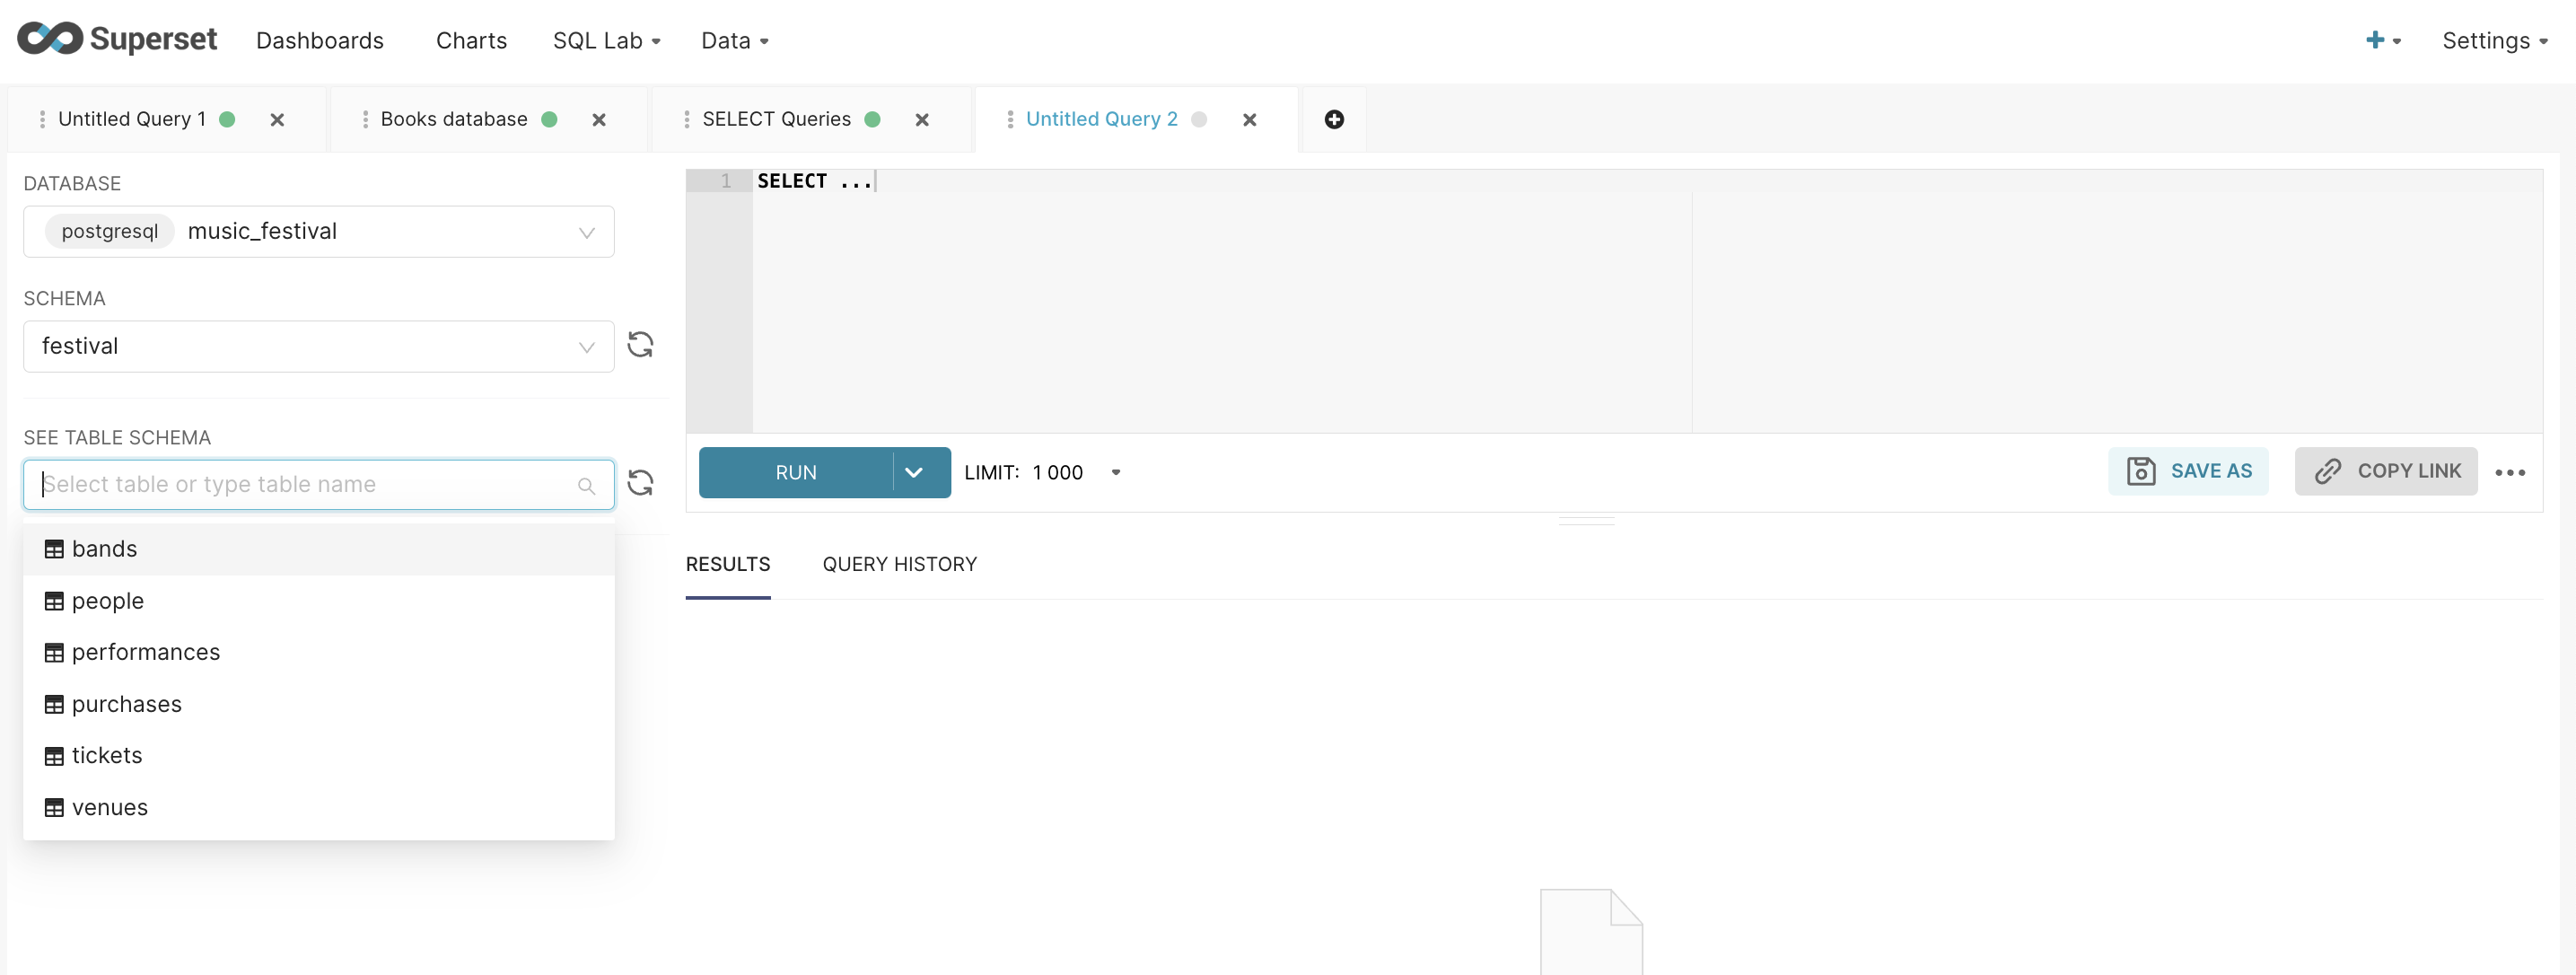 Superset Dashboards Charts SQL Lab Data Settings
Untitled Query 1 Books database SELECT Queries Untitled Query 2
DATABASE
postgresql music_festival
SCHEMA
festival
SEE TABLE SCHEMA
Select table or type table name
bands
people
performances
purchases
tickets
venues
1 SELECT ...
RUN LIMIT: 1 000 SAVE AS COPY LINK
RESULTS QUERY HISTORY